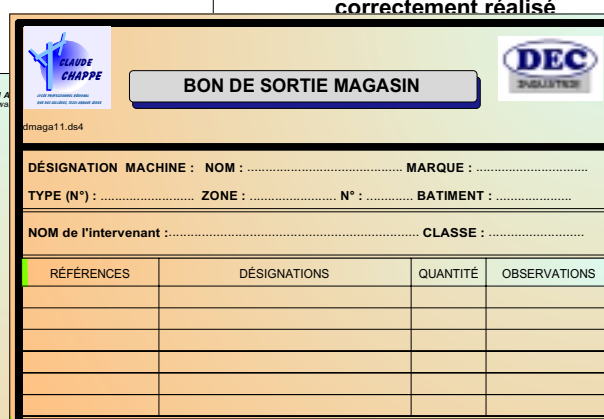 correctement réalisé
CLAUDE
CHAPPE
DEC
INDUSTRIE
BON DE SORTIE MAGASIN
dmaga11.ds4
DÉSIGNATION MACHINE : NOM : ........................................... MARQUE : ..............................
TYPE (N°) : ......................... ZONE : ........................ N° : ............. BATIMENT : .....................
NOM de l'intervenant :..................................................................... CLASSE : ..........................
RÉFÉRENCES DÉSIGNATIONS QUANTITÉ OBSERVATIONS